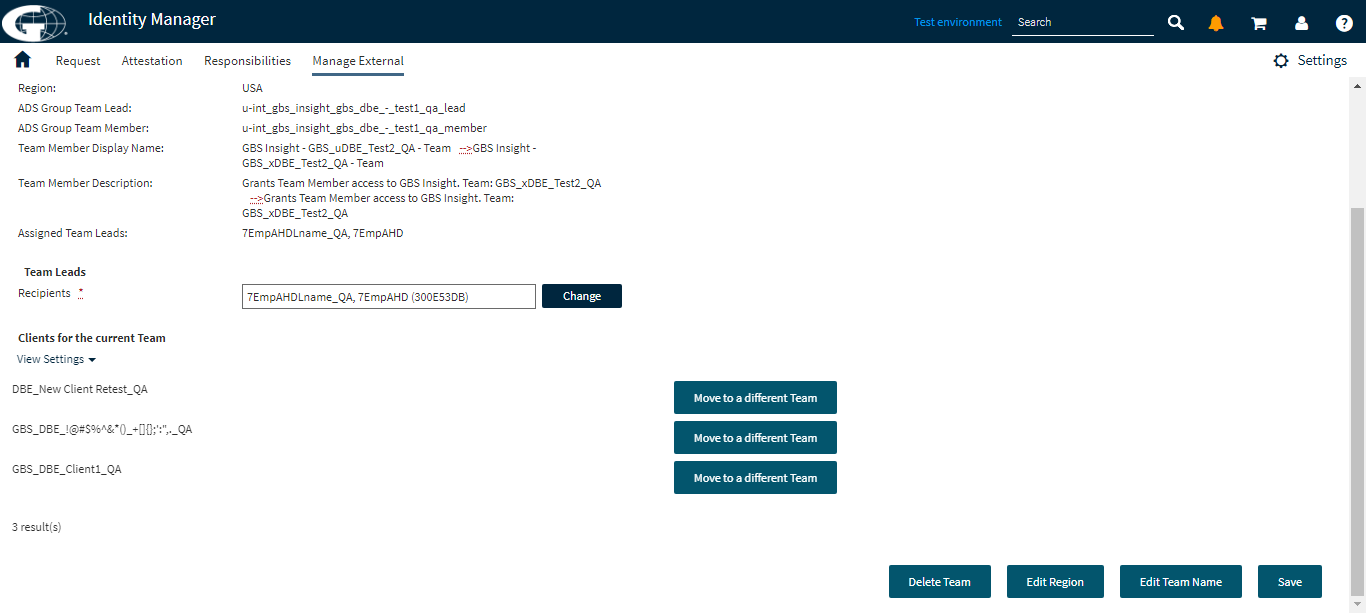 Identity Manager
Test environment
Search
Request Attestation Responsibilities Manage External
Settings
Region: USA
ADS Group Team Lead: u-int_gbs_insight_gbs_dbe_-_test1_qa_lead
ADS Group Team Member: u-int_gbs_insight_gbs_dbe_-_test1_qa_member
Team Member Display Name: GBS Insight - GBS_uDBE_Test2_QA - Team -->GBS Insight -
GBS_xDBE_Test2_QA - Team
Team Member Description: Grants Team Member access to GBS Insight. Team: GBS_xDBE_Test2_QA
-->Grants Team Member access to GBS Insight. Team:
GBS_xDBE_Test2_QA
Assigned Team Leads: 7EmpAHDLname_QA, 7EmpAHD
Team Leads
Recipients * 7EmpAHDLname_QA, 7EmpAHD (300E53DB) Change
Clients for the current Team
View Settings
DBE_New Client Retest_QA Move to a different Team
GBS_DBE_!@#$%^&*()_+[]{};':",._QA Move to a different Team
GBS_DBE_Client1_QA Move to a different Team
3 result(s)
Delete Team Edit Region Edit Team Name Save